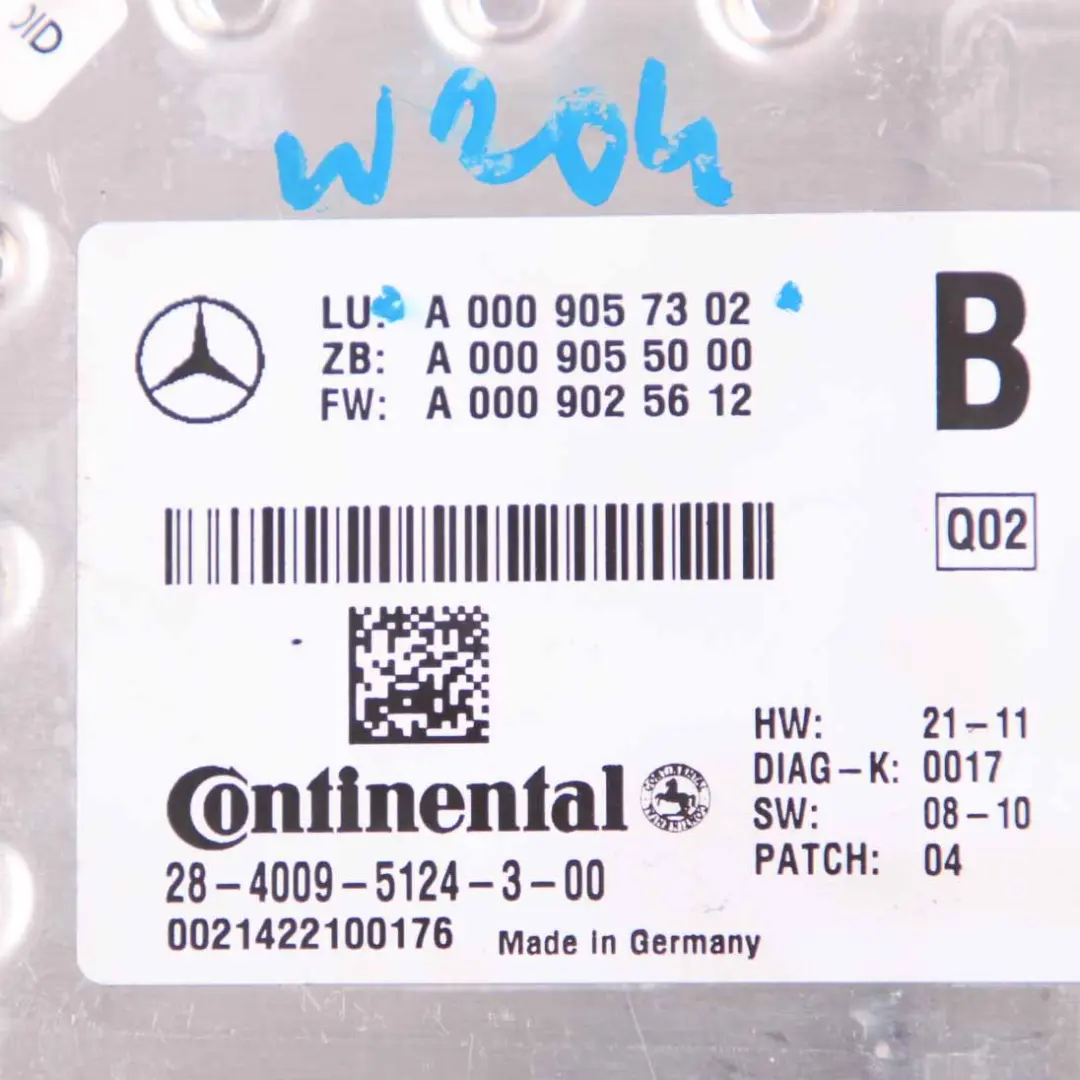 W204
LU: A 000 905 73 02
ZB: A 000 905 50 00
FW: A 000 902 56 12
B
Q02
HW: 21-11
DIAG-K: 0017
SW: 08-10
PATCH: 04
Continental
28-4009-5124-3-00
0021422100176 Made in Germany